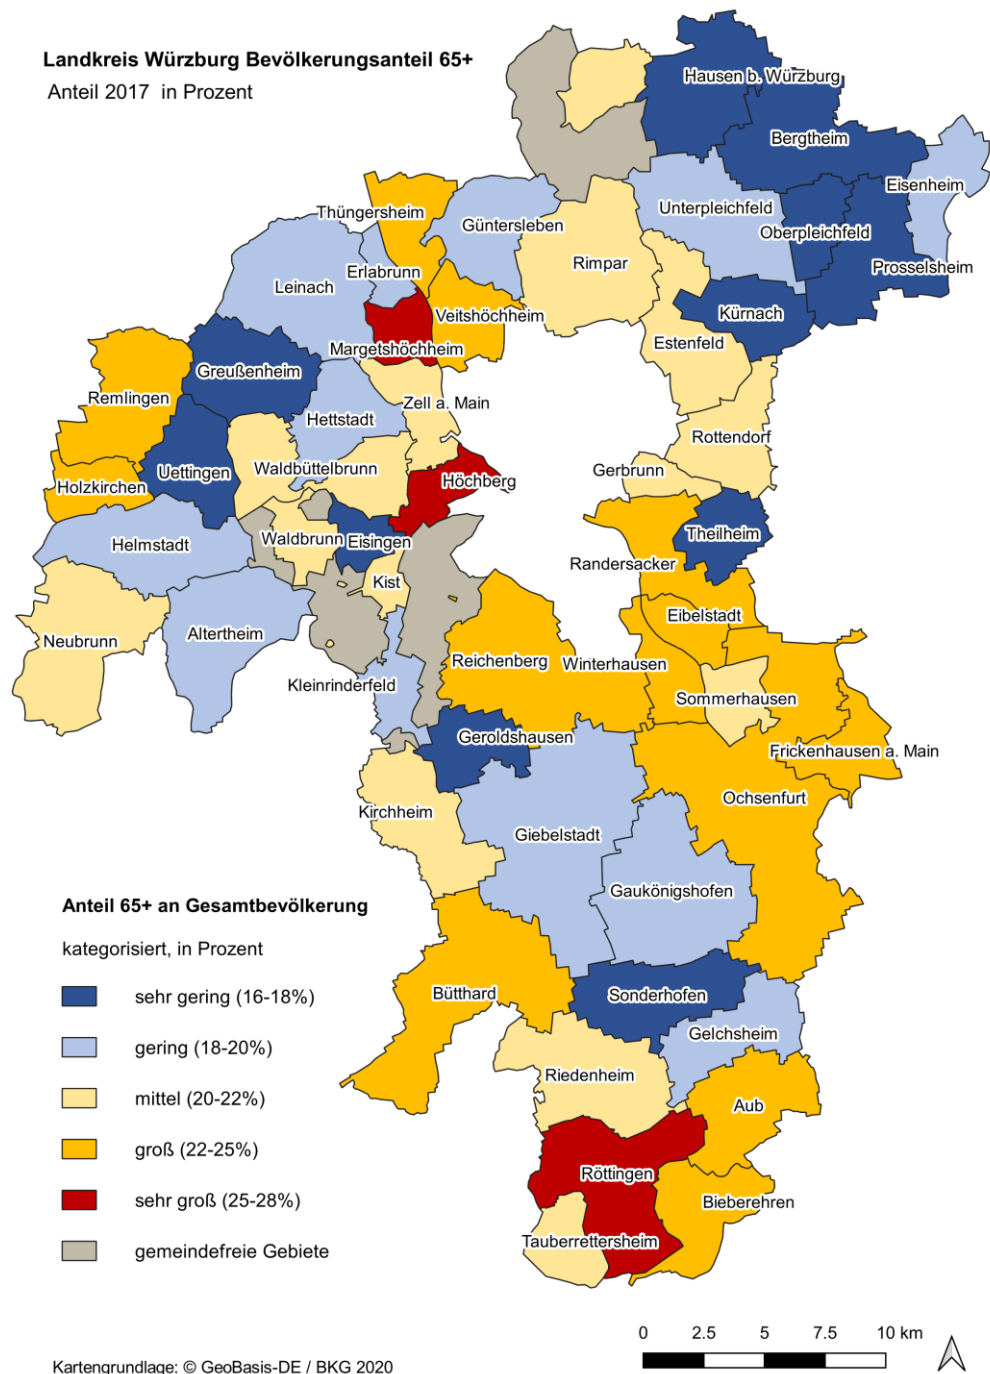 Landkreis Würzburg Bevölkerungsanteil 65+
Anteil 2017 in Prozent
Hausen b. Würzburg
Bergtheim
Eisenheim
Unterpleichfeld
Thüngersheim
Güntersleben
Oberpleichfeld
Rimpar
Prosselsheim
Erlabrunn
Leinach
Kürnach
Veitshöchheim
Estenfeld
Margetshöchheim
Greußenheim
Remlingen
Zell a. Main
Hettstadt
Rottendorf
Gerbrunn
Waldbüttelbrunn
Uettingen
Höchberg
Holzkirchen
Theilheim
Waldbrunn
Eisingen
Helmstadt
Randersacker
Kist
Eibelstadt
Altertheim
Neubrunn
Reichenberg
Winterhausen
Kleinrinderfeld
Sommerhausen
Geroldshausen
Frickenhausen a. Main
Ochsenfurt
Kirchheim
Giebelstadt
Gaukönigshofen
Bütthard
Sonderhofen
Gelchsheim
Riedenheim
Aub
Röttingen
Bieberehren
Tauberrettersheim
Anteil 65+ an Gesamtbevölkerung
kategorisiert, in Prozent
sehr gering (16-18%)
gering (18-20%)
mittel (20-22%)
groß (22-25%)
sehr groß (25-28%)
gemeindefreie Gebiete
0 2.5 5 7.5 10 km
Kartengrundlage: © GeoBasis-DE / BKG 2020